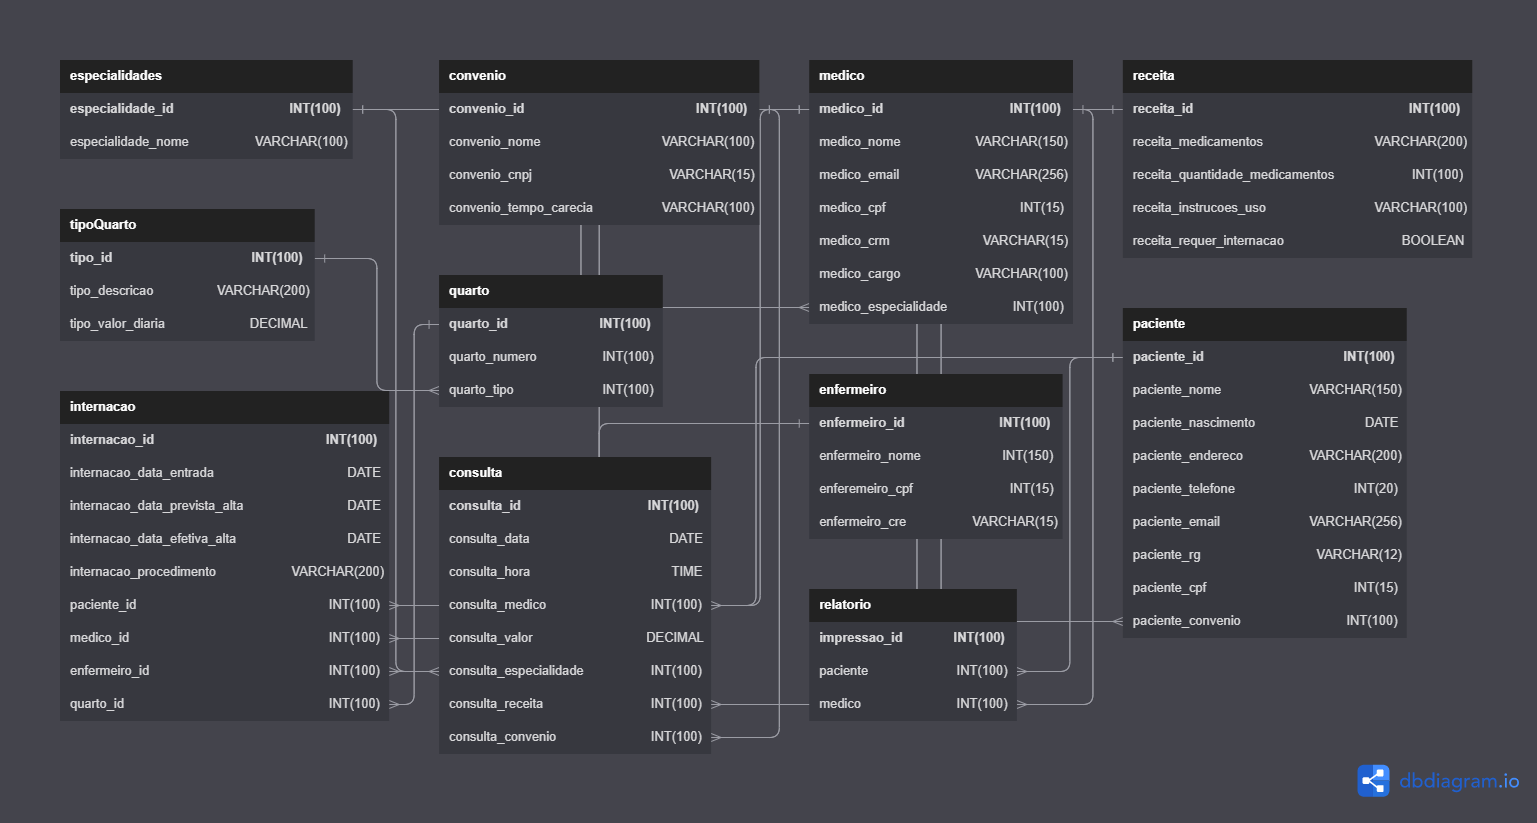 especialidades
especialidade_id INT(100)
especialidade_nome VARCHAR(100)
tipoQuarto
tipo_id INT(100)
tipo_descricao VARCHAR(200)
tipo_valor_diaria DECIMAL
internacao
internacao_id INT(100)
internacao_data_entrada DATE
internacao_data_prevista_alta DATE
internacao_data_efetiva_alta DATE
internacao_procedimento VARCHAR(200)
paciente_id INT(100)
medico_id INT(100)
enfermeiro_id INT(100)
quarto_id INT(100)
convenio
convenio_id INT(100)
convenio_nome VARCHAR(100)
convenio_cnpj VARCHAR(15)
convenio_tempo_carecia VARCHAR(100)
quarto
quarto_id INT(100)
quarto_numero INT(100)
quarto_tipo INT(100)
consulta
consulta_id INT(100)
consulta_data DATE
consulta_hora TIME
consulta_medico INT(100)
consulta_valor DECIMAL
consulta_especialidade INT(100)
consulta_receita INT(100)
consulta_convenio INT(100)
medico
medico_id INT(100)
medico_nome VARCHAR(150)
medico_email VARCHAR(256)
medico_cpf INT(15)
medico_crm VARCHAR(15)
medico_cargo VARCHAR(100)
medico_especialidade INT(100)
enfermeiro
enfermeiro_id INT(100)
enfermeiro_nome INT(150)
enferemeiro_cpf INT(15)
enfermeiro_cre VARCHAR(15)
relatorio
impressao_id INT(100)
paciente INT(100)
medico INT(100)
receita
receita_id INT(100)
receita_medicamentos VARCHAR(200)
receita_quantidade_medicamentos INT(100)
receita_instrucoes_uso VARCHAR(100)
receita_requer_internacao BOOLEAN
paciente
paciente_id INT(100)
paciente_nome VARCHAR(150)
paciente_nascimento DATE
paciente_endereco VARCHAR(200)
paciente_telefone INT(20)
paciente_email VARCHAR(256)
paciente_rg VARCHAR(12)
paciente_cpf INT(15)
paciente_convenio INT(100)
dbdiagram.io